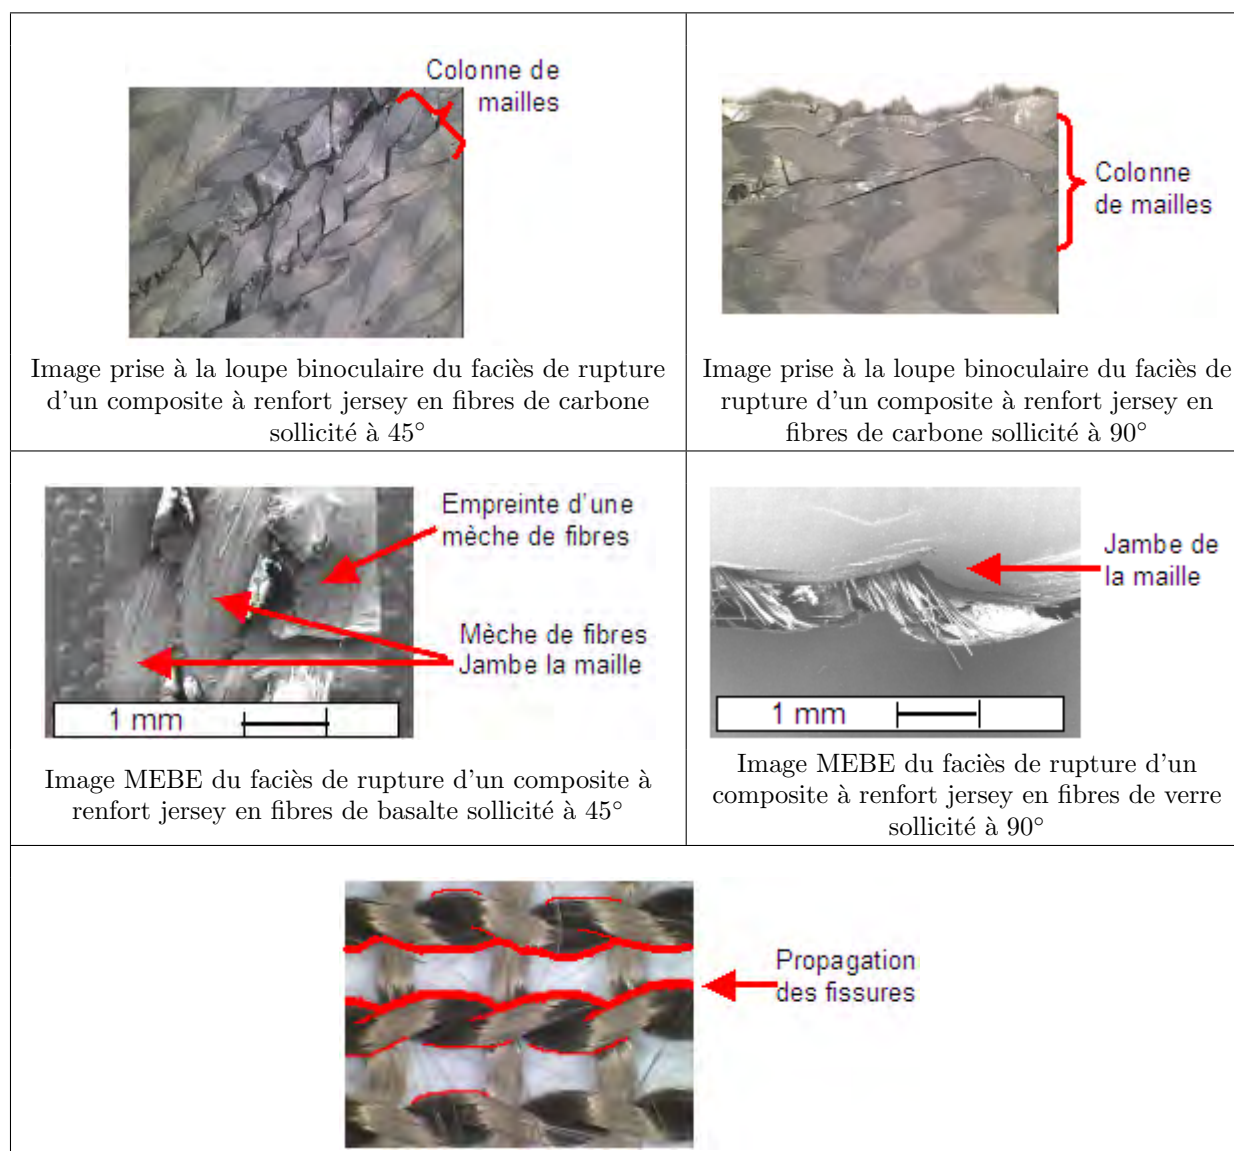 Colonne de
mailles
Image prise à la loupe binoculaire du faciès de rupture
d'un composite à renfort jersey en fibres de carbone
sollicité à 45°
Colonne
de mailles
Image prise à la loupe binoculaire du faciès de
rupture d'un composite à renfort jersey en
fibres de carbone sollicité à 90°
Empreinte d'une
mèche de fibres
Mèche de fibres
Jambe la maille
1 mm
Image MEBE du faciès de rupture d'un composite à
renfort jersey en fibres de basalte sollicité à 45°
Jambe de
la maille
1 mm
Image MEBE du faciès de rupture d'un
composite à renfort jersey en fibres de verre
sollicité à 90°
Propagation
des fissures